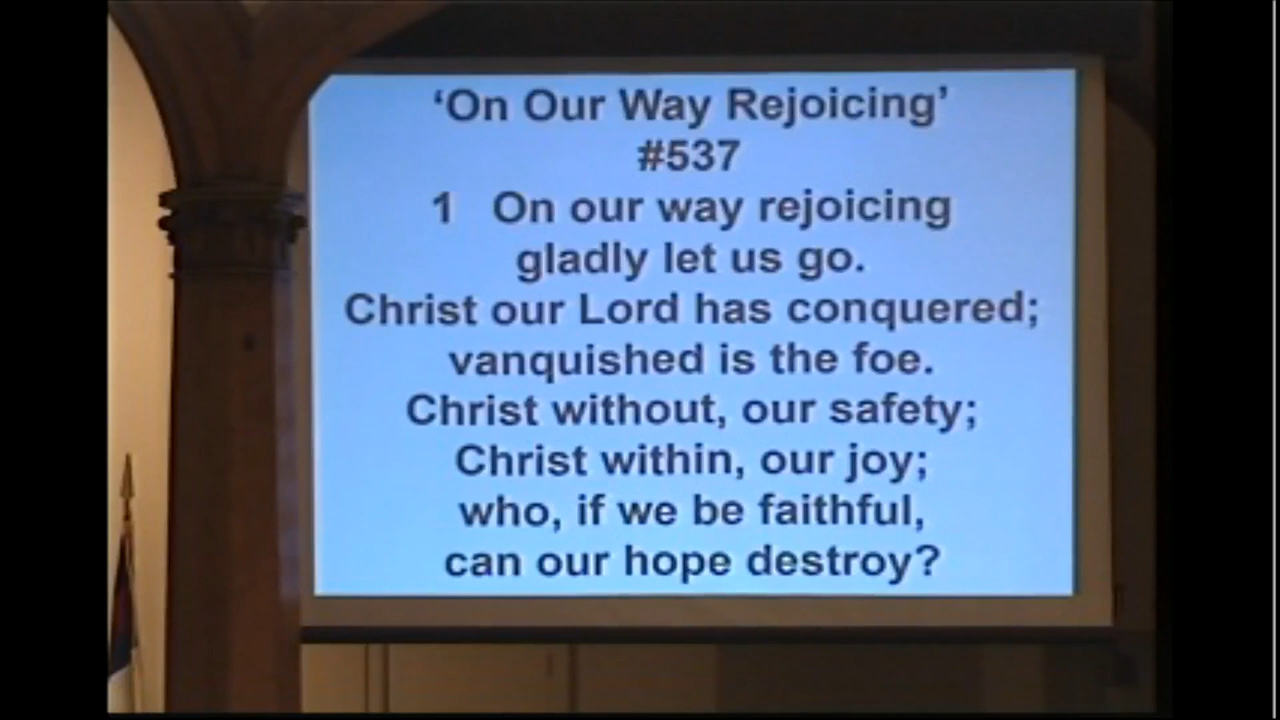 ‘On Our Way Rejoicing’
#537
1 On our way rejoicing
gladly let us go.
Christ our Lord has conquered;
vanquished is the foe.
Christ without, our safety;
Christ within, our joy;
who, if we be faithful,
can our hope destroy?